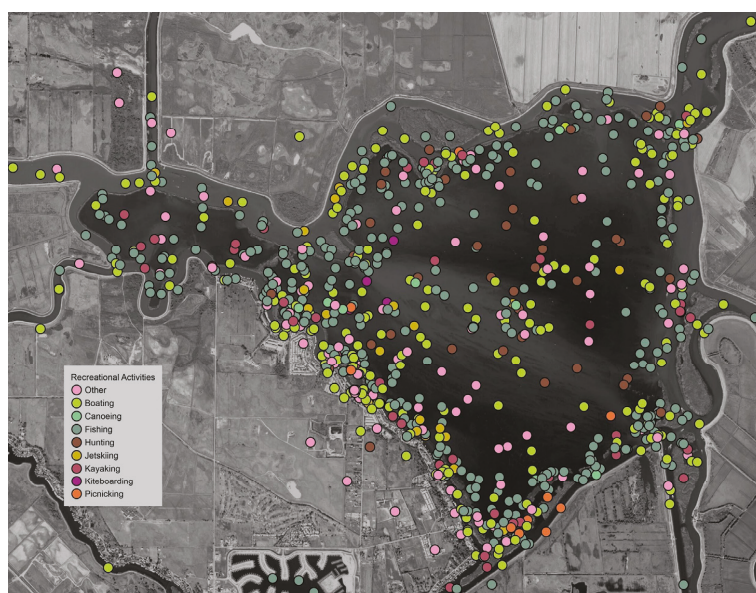 Recreational Activities
Other
Boating
Canoeing
Fishing
Hunting
Jetskiing
Kayaking
Kiteboarding
Picnicking